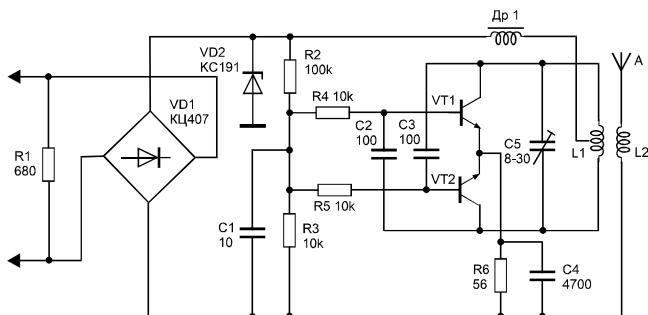 Др 1
VD2
КС191
R2
100k
А
VD1
КЦ407
R4 10k
VT1
C2
100
C3
100
C5
8-30
L1
L2
R1
680
VT2
R5 10k
C1
10
R3
10k
R6
56
C4
4700